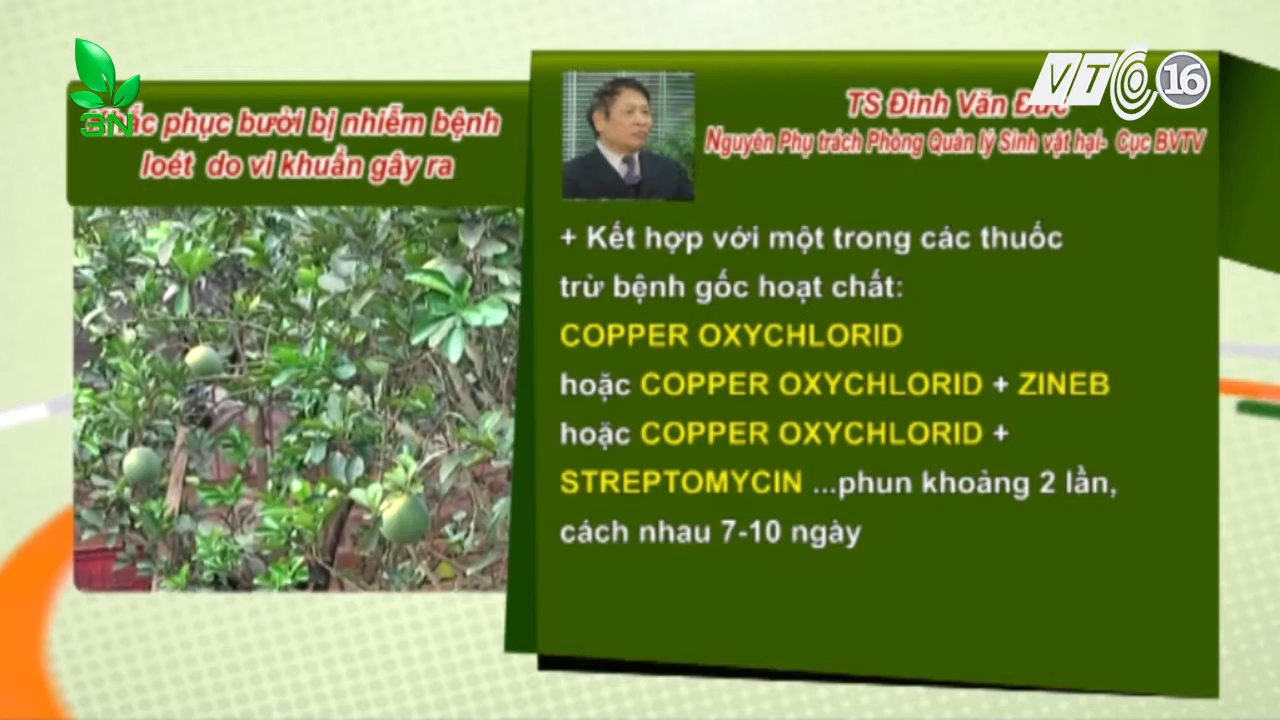 3N
phục bưởi bị nhiễm bệnh
loét do vi khuẩn gây ra
VTC 16
TS Đinh Văn Đức
Nguyên Phụ trách Phòng Quản lý Sinh vật hại- Cục BVTV
+ Kết hợp với một trong các thuốc
trừ bệnh gốc hoạt chất:
COPPER OXYCHLORID
hoặc COPPER OXYCHLORID + ZINEB
hoặc COPPER OXYCHLORID +
STREPTOMYCIN ...phun khoảng 2 lần,
cách nhau 7-10 ngày